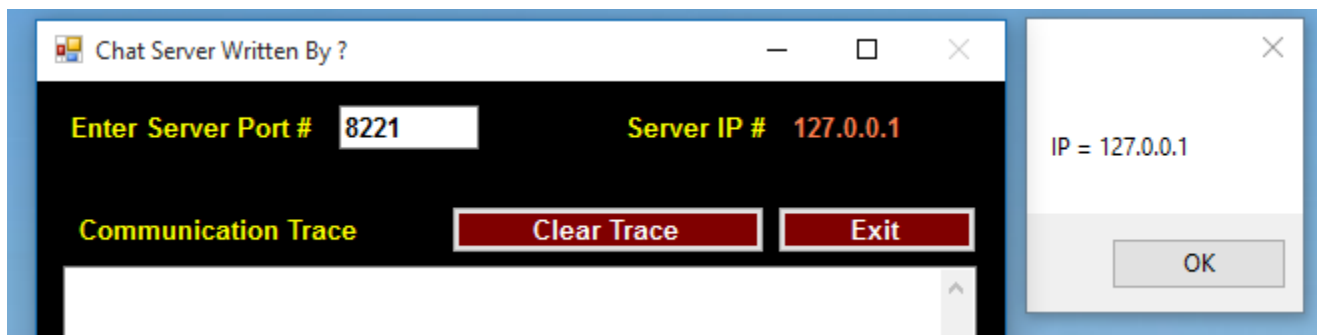 Chat Server Written By ?
Enter Server Port # 8221 Server IP # 127.0.0.1
Communication Trace Clear Trace Exit
IP = 127.0.0.1
OK